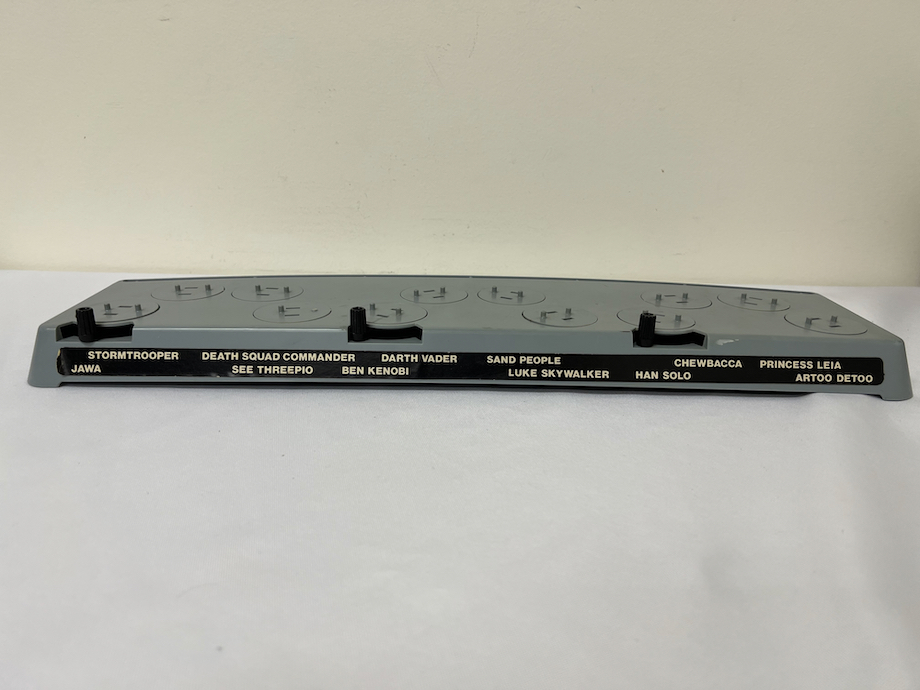 STORMTROOPER DEATH SQUAD COMMANDER DARTH VADER SAND PEOPLE CHEWBACCA PRINCESS LEIA
JAWA SEE THREEPIO BEN KENOBI LUKE SKYWALKER HAN SOLO ARTOO DETOO